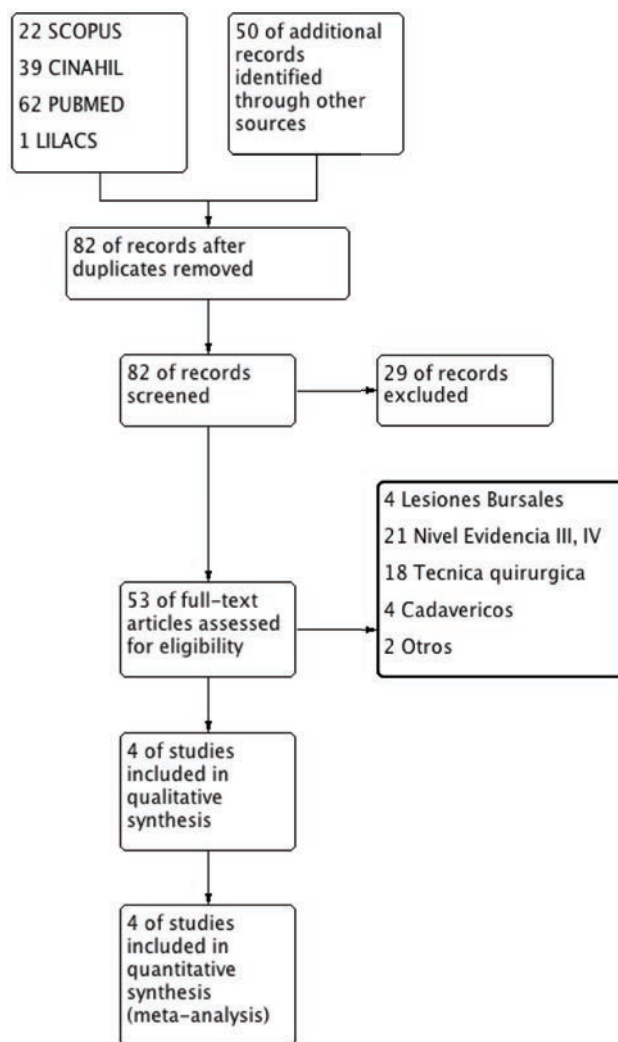 22 SCOPUS
39 CINAHIL
62 PUBMED
1 LILACS
50 of additional
records
identified
through other
sources
82 of records after
duplicates removed
82 of records
screened
29 of records
excluded
4 Lesiones Bursales
21 Nivel Evidencia III, IV
18 Tecnica quirurgica
4 Cadavericos
2 Otros
53 of full-text
articles assessed
for eligibility
4 of studies
included in
qualitative
synthesis
4 of studies
included in
quantitative
synthesis
(meta-analysis)